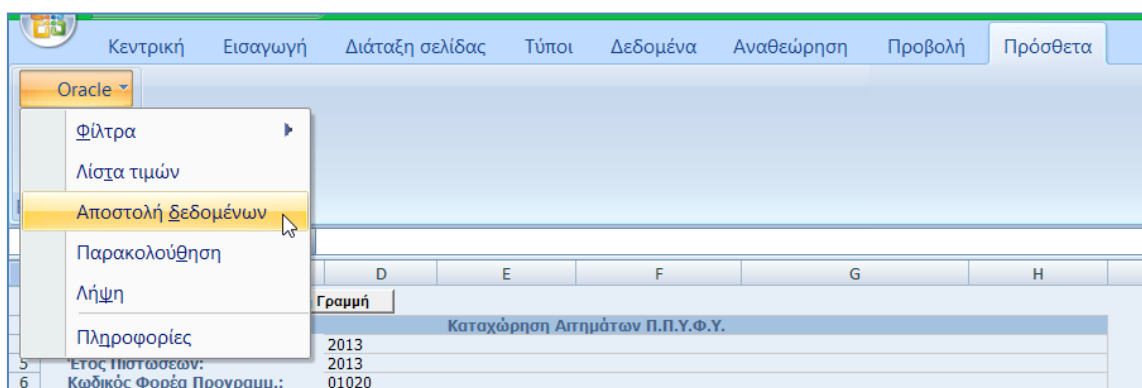 Κεντρική Εισαγωγή Διάταξη σελίδας Τύποι Δεδομένα Αναθεώρηση Προβολή Πρόσθετα
Oracle
Φίλτρα
Λίστα τιμών
Αποστολή δεδομένων
Παρακολούθηση
Λήψη
Πληροφορίες
D E F G H
Γραμμή
Καταχώρηση Αιτημάτων Π.Π.Υ.Φ.Υ.
2013
5 Έτος Πιστώσεων: 2013
6 Κωδικός Φορέα Προγραμμ.: 01020